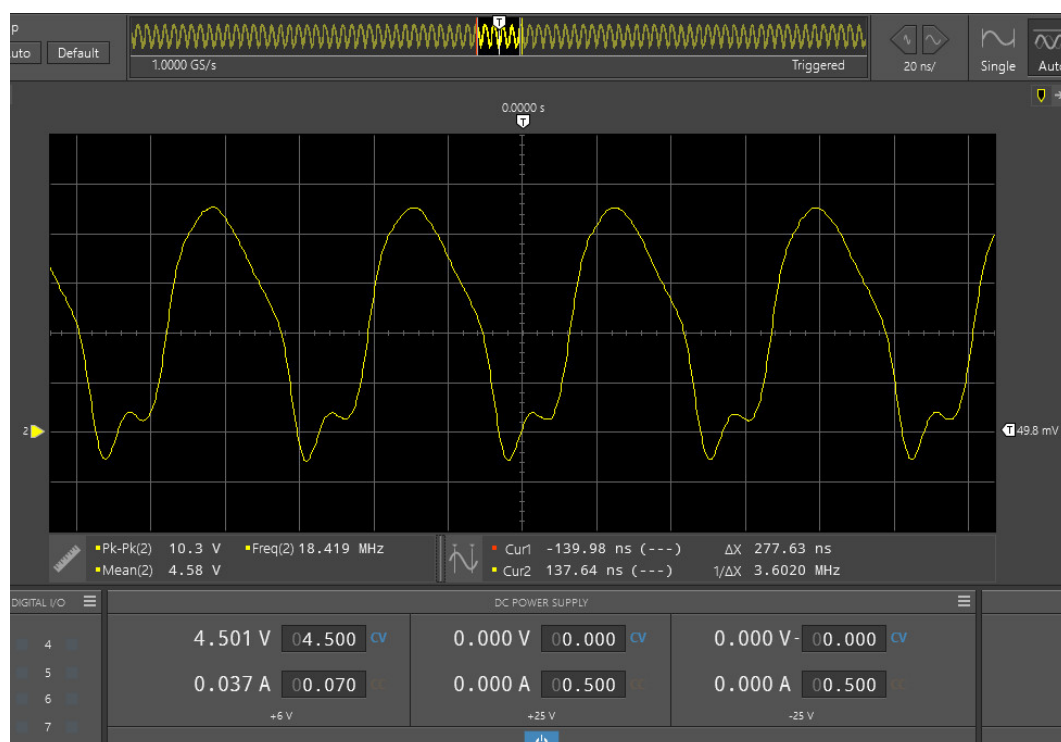 p
uto Default
1.0000 GS/s Triggered
20 ns/
Single Auto
0.0000 s
T
T
2
T 49.8 mV
Pk-Pk(2) 10.3 V Freq(2) 18.419 MHz
Mean(2) 4.58 V
Cur1 -139.98 ns (---) ΔX 277.63 ns
Cur2 137.64 ns (---) 1/ΔX 3.6020 MHz
DIGITAL I/O
4
5
6
7
DC POWER SUPPLY
4.501 V 04.500 CV
0.037 A 00.070 CC
+6 V
0.000 V 00.000 CV
0.000 A 00.500 CC
+25 V
0.000 V - 00.000 CV
0.000 A 00.500 CC
-25 V